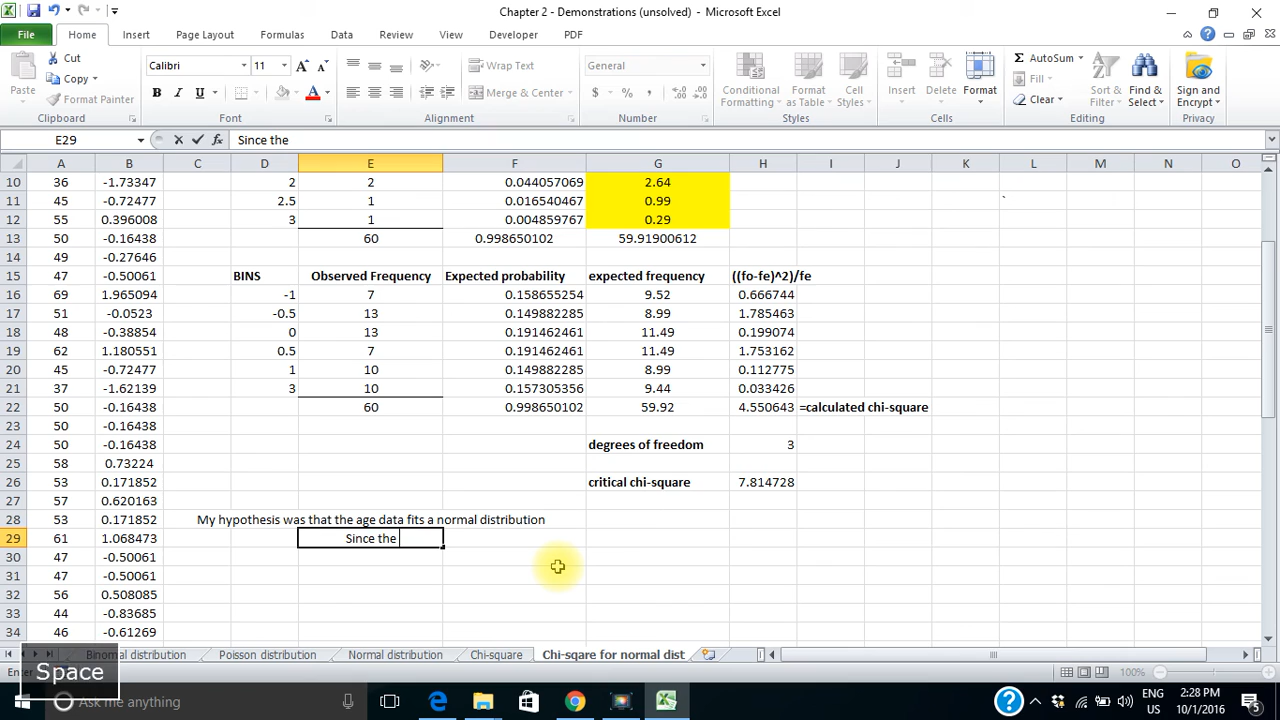 Chapter 2 - Demonstrations (unsolved) - Microsoft Excel
File Home Insert Page Layout Formulas Data Review View Developer PDF
Cut Calibri 11 Wrap Text General AutoSum
Copy Fill
Format Painter Merge & Center Clear
Paste Conditional Formatting Format as Table Cell Styles Insert Delete Format Sort & Filter Find & Select Sign and Encrypt
Clipboard Font Alignment Number Styles Cells Editing Privacy
E29 Since the
A B C D E F G H I J K L M N O
10 36 -1.73347 2 2 0.044057069 2.64
11 45 -0.72477 2.5 1 0.016540467 0.99 `
12 55 0.396008 3 1 0.004859767 0.29
13 50 -0.16438 60 0.998650102 59.91900612
14 49 -0.27646
15 47 -0.50061 BINS Observed Frequency Expected probability expected frequency ((fo-fe)^2)/fe
16 69 1.965094 -1 7 0.158655254 9.52 0.666744
17 51 -0.0523 -0.5 13 0.149882285 8.99 1.785463
18 48 -0.38854 0 13 0.191462461 11.49 0.199074
19 62 1.180551 0.5 7 0.191462461 11.49 1.753162
20 45 -0.72477 1 10 0.149882285 8.99 0.112775
21 37 -1.62139 3 10 0.157305356 9.44 0.033426
22 50 -0.16438 60 0.998650102 59.92 4.550643 =calculated chi-square
23 50 -0.16438
24 50 -0.16438 degrees of freedom 3
25 58 0.73224
26 53 0.171852 critical chi-square 7.814728
27 57 0.620163
28 53 0.171852 My hypothesis was that the age data fits a normal distribution
29 61 1.068473 Since the
30 47 -0.50061
31 47 -0.50061
32 56 0.508085
33 44 -0.83685
34 46 -0.61269
Binomial distribution Poisson distribution Normal distribution Chi-square Chi-sqare for normal dist
Space
100%
Ask me anything
ENG 2:28 PM
US 10/1/2016